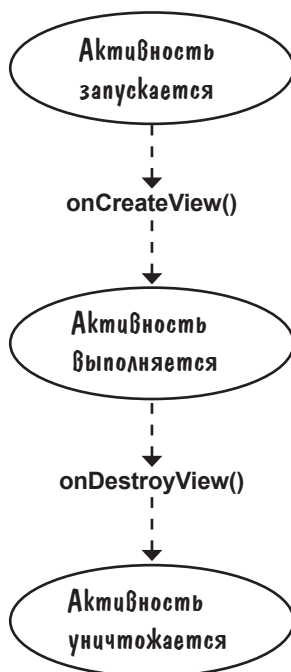 Активность
запускается
onCreateView()
Активность
выполняется
onDestroyView()
Активность
уничтожается